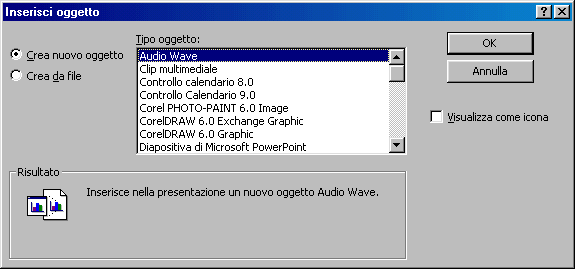 Inserisci oggetto
Crea nuovo oggetto
Crea da file
Tipo oggetto:
Audio Wave
Clip multimediale
Controllo calendario 8.0
Controllo Calendario 9.0
Corel PHOTO-PAINT 6.0 Image
CorelDRAW 6.0 Exchange Graphic
CorelDRAW 6.0 Graphic
Diapositiva di Microsoft PowerPoint
OK
Annulla
Visualizza come icona
Risultato
Inserisce nella presentazione un nuovo oggetto Audio Wave.